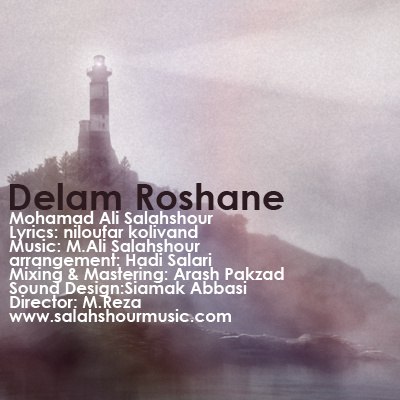 Delam Roshane
Mohamad Ali Salahshour
Lyrics: niloufar kolivand
Music: M.Ali Salahshour
arrangement: Hadi Salari
Mixing & Mastering: Arash Pakzad
Sound Design:Siamak Abbasi
Director: M.Reza
www.salahshourmusic.com